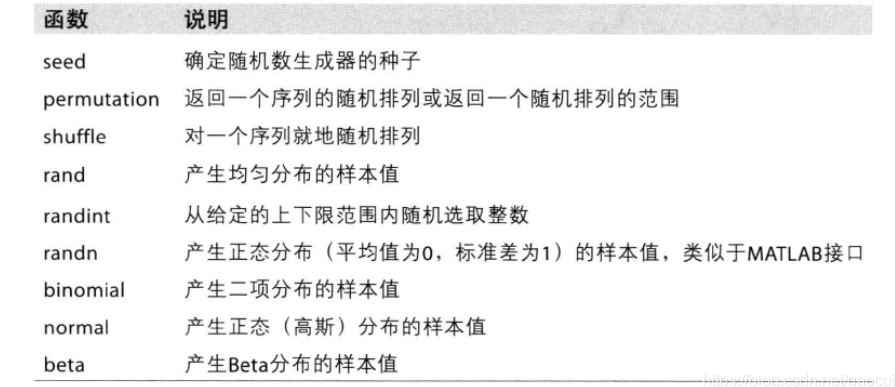 函数 说明
seed 确定随机数生成器的种子
permutation 返回一个序列的随机排列或返回一个随机排列的范围
shuffle 对一个序列就地随机排列
rand 产生均匀分布的样本值
randint 从给定的上下限范围内随机选取整数
randn 产生正态分布（平均值为0，标准差为1）的样本值，类似于MATLAB接口
binomial 产生二项分布的样本值
normal 产生正态（高斯）分布的样本值
beta 产生Beta分布的样本值